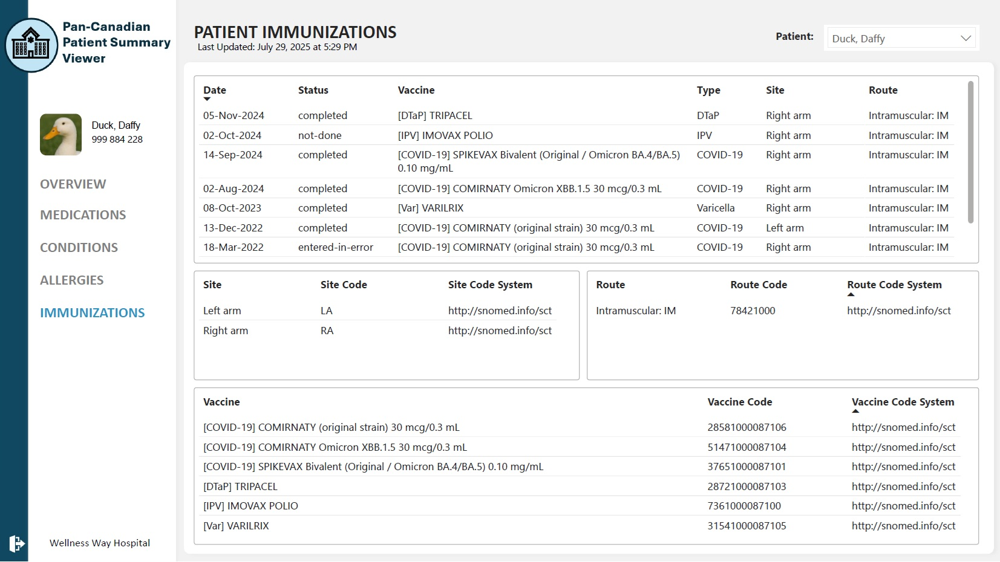 Pan-Canadian
Patient Summary
Viewer
Duck, Daffy
999 884 228
OVERVIEW
MEDICATIONS
CONDITIONS
ALLERGIES
IMMUNIZATIONS
Wellness Way Hospital
PATIENT IMMUNIZATIONS
Last Updated: July 29, 2025 at 5:29 PM
Patient: Duck, Daffy
Date Status Vaccine Type Site Route
05-Nov-2024 completed [DTaP] TRIPACEL DTaP Right arm Intramuscular: IM
02-Oct-2024 not-done [IPV] IMOVAX POLIO IPV Right arm Intramuscular: IM
14-Sep-2024 completed [COVID-19] SPIKEVAX Bivalent (Original / Omicron BA.4/BA.5) COVID-19 Right arm Intramuscular: IM
0.10 mg/mL
02-Aug-2024 completed [COVID-19] COMIRNATY Omicron XBB.1.5 30 mcg/0.3 mL COVID-19 Right arm Intramuscular: IM
08-Oct-2023 completed [Var] VARILRIX Varicella Right arm Intramuscular: IM
13-Dec-2022 completed [COVID-19] COMIRNATY (original strain) 30 mcg/0.3 mL COVID-19 Left arm Intramuscular: IM
18-Mar-2022 entered-in-error [COVID-19] COMIRNATY (original strain) 30 mcg/0.3 mL COVID-19 Right arm Intramuscular: IM
Site Site Code Site Code System
Left arm LA http://snomed.info/sct
Right arm RA http://snomed.info/sct
Route Route Code Route Code System
Intramuscular: IM 78421000 http://snomed.info/sct
Vaccine Vaccine Code Vaccine Code System
[COVID-19] COMIRNATY (original strain) 30 mcg/0.3 mL 28581000087106 http://snomed.info/sct
[COVID-19] COMIRNATY Omicron XBB.1.5 30 mcg/0.3 mL 51471000087104 http://snomed.info/sct
[COVID-19] SPIKEVAX Bivalent (Original / Omicron BA.4/BA.5) 0.10 mg/mL 37651000087101 http://snomed.info/sct
[DTaP] TRIPACEL 28721000087103 http://snomed.info/sct
[IPV] IMOVAX POLIO 7361000087100 http://snomed.info/sct
[Var] VARILRIX 31541000087105 http://snomed.info/sct